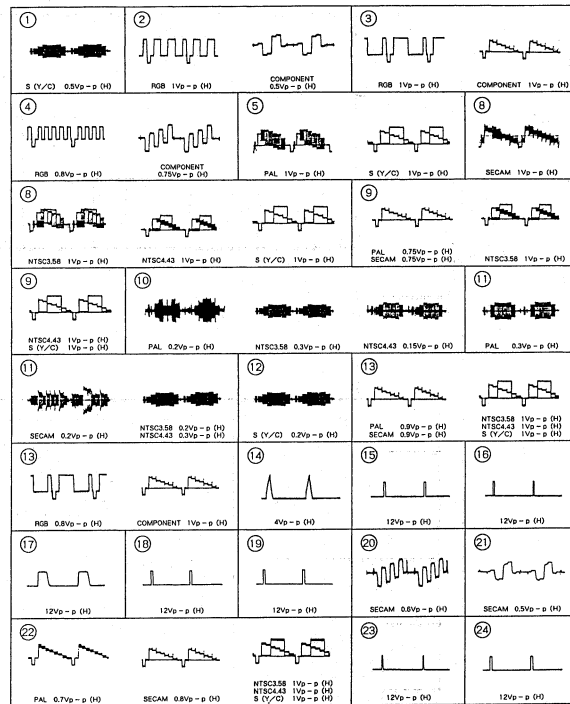 ① ② ③
S (Y/C) 0.5Vp-p (H)
RGB 1Vp-p (H)
COMPONENT
0.5Vp-p (H)
RGB 1Vp-p (H)
COMPONENT 1Vp-p (H)
④ ⑤ ⑧
RGB 0.8Vp-p (H)
COMPONENT
0.75Vp-p (H)
PAL 1Vp-p (H)
S (Y/C) 1Vp-p (H)
SECAM 1Vp-p (H)
⑧ ⑨
NTSC3.58 1Vp-p (H)
NTSC4.43 1Vp-p (H)
S (Y/C) 1Vp-p (H)
PAL 0.75Vp-p (H)
SECAM 0.75Vp-p (H)
NTSC3.58 1Vp-p (H)
⑨ ⑩ ⑪
NTSC4.43 1Vp-p (H)
S (Y/C) 1Vp-p (H)
PAL 0.2Vp-p (H)
NTSC3.58 0.3Vp-p (H)
NTSC4.43 0.15Vp-p (H)
PAL 0.3Vp-p (H)
⑪ ⑫ ⑬
SECAM 0.2Vp-p (H)
NTSC3.58 0.2Vp-p (H)
NTSC4.43 0.3Vp-p (H)
S (Y/C) 0.2Vp-p (H)
PAL 0.9Vp-p (H)
SECAM 0.9Vp-p (H)
NTSC3.58 1Vp-p (H)
NTSC4.43 1Vp-p (H)
S (Y/C) 1Vp-p (H)
⑬ ⑭ ⑮ ⑯
RGB 0.8Vp-p (H)
COMPONENT 1Vp-p (H)
4Vp-p (H)
12Vp-p (H)
12Vp-p (H)
⑰ ⑱ ⑲ ⑳ ㉑
12Vp-p (H)
12Vp-p (H)
12Vp-p (H)
SECAM 0.6Vp-p (H)
SECAM 0.5Vp-p (H)
㉒ ㉓ ㉔
PAL 0.7Vp-p (H)
SECAM 0.8Vp-p (H)
NTSC3.58 1Vp-p (H)
NTSC4.43 1Vp-p (H)
S (Y/C) 1Vp-p (H)
12Vp-p (H)
12Vp-p (H)